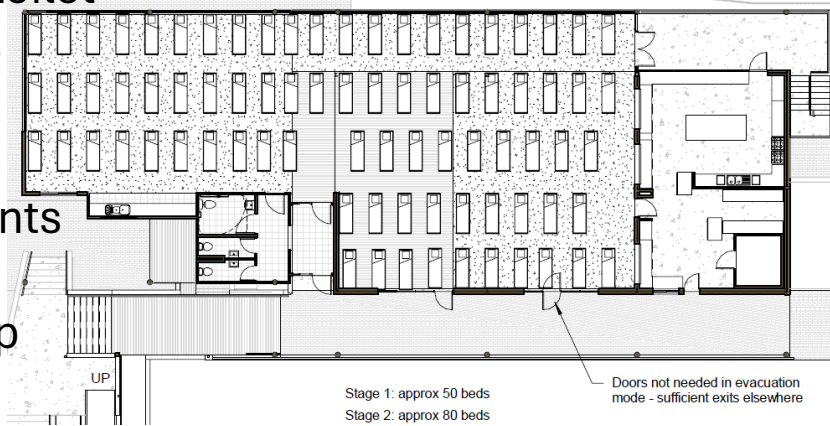 UP
Stage 1: approx 50 beds
Stage 2: approx 80 beds
Doors not needed in evacuation
mode - sufficient exits elsewhere